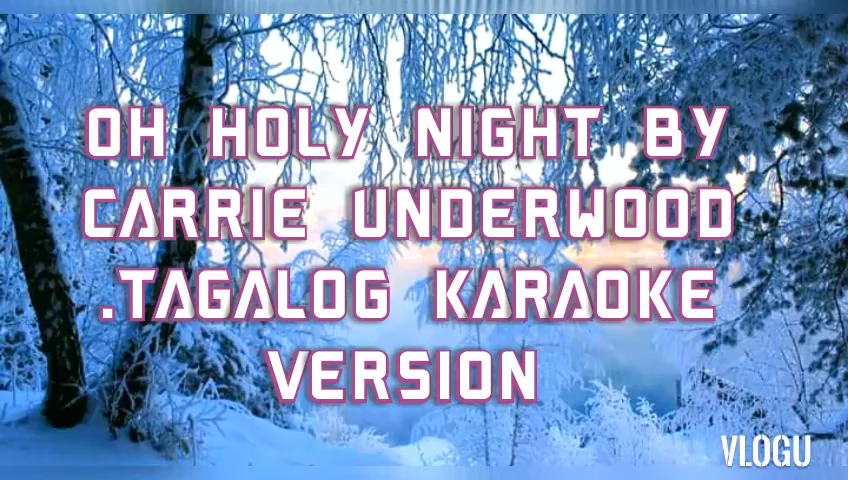 OH HOLY NIGHT BY
CARRIE UNDERWOOD
.TAGALOG KARAOKE
VERSION
VLOGU